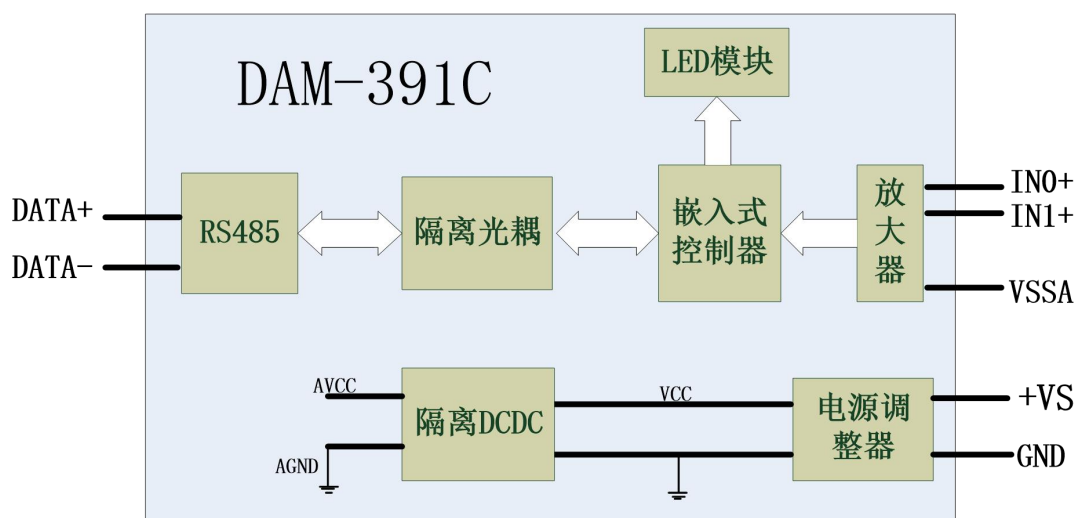 DAM-391C
LED模块
DATA+
DATA-
RS485
隔离光耦
嵌入式
控制器
放
大
器
IN0+
IN1+
VSSA
AVCC
AGND
隔离DCDC
VCC
电源调
整器
+VS
GND